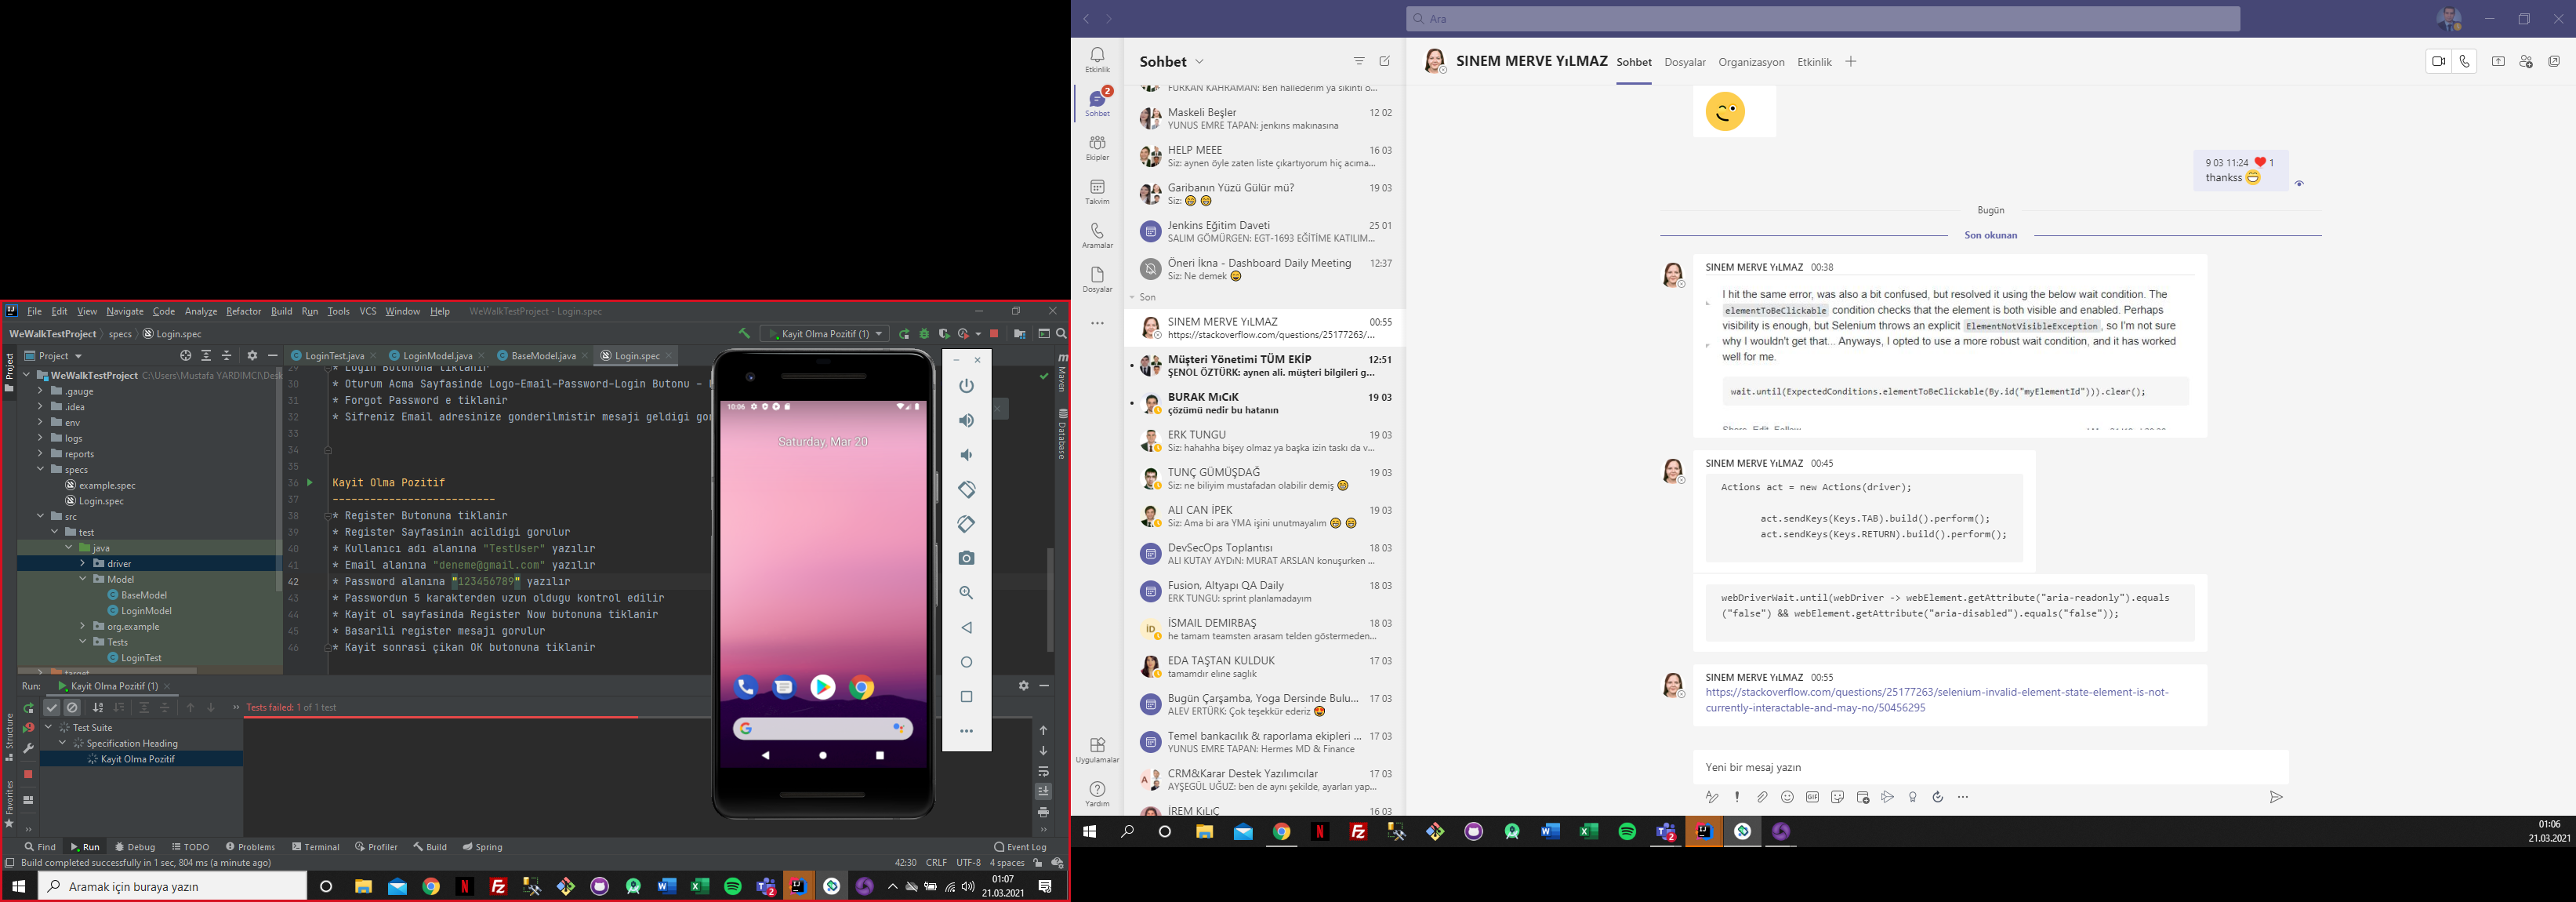 File Edit View Navigate Code Analyze Refactor Build Run Tools VCS Window Help WeWalkTestProject - Login.spec
WeWalkTestProject specs Login.spec
Kayit Olma Pozitif (1)
Project
LoginTest.java LoginModel.java BaseModel.java Login.spec
WeWalkTestProject C:\Users\Mustafa YARDIMCI\Desk
.gauge
.idea
env
logs
reports
specs
example.spec
Login.spec
src
test
java
driver
Model
BaseModel
LoginModel
org.example
Tests
LoginTest
target
Project
Structure
Favorites
Maven
Database
29 * Login Butonuna tiklanir
30 * Oturum Acma Sayfasinde Logo-Email-Password-Login Butonu -
31 * Forgot Password e tiklanir
32 * Sifreniz Email adresinize gonderilmistir mesaji geldigi go
33
34
35
36 Kayit Olma Pozitif
37 --------------------------
38 * Register Butonuna tiklanir
39 * Register Sayfasinin acildigi gorulur
40 * Kullanıcı adı alanına "TestUser" yazılır
41 * Email alanına "deneme@gmail.com" yazılır
42 * Password alanına "123456789" yazılır
43 * Passwordun 5 karakterden uzun oldugu kontrol edilir
44 * Kayit ol sayfasinda Register Now butonuna tiklanir
45 * Basarili register mesajı gorulur
46 * Kayit sonrasi çikan OK butonuna tiklanir
10:06
Saturday, Mar 20
Run: Kayit Olma Pozitif (1)
Tests failed: 1 of 1 test
Test Suite
Specification Heading
Kayit Olma Pozitif
Find Run Debug TODO Problems Terminal Profiler Build Spring Event Log
Build completed successfully in 1 sec, 804 ms (a minute ago) 42:30 CRLF UTF-8 4 spaces
Aramak için buraya yazın
01:07
21.03.2021
Ara
Etkinlik
Sohbet
2
Ekipler
Takvim
Aramalar
Dosyalar
Uygulamalar
Yardım
Sohbet
FURKAN KAHRAMAN: Ben hallederim ya sıkıntı o...
Maskeli Beşler 12 02
YUNUS EMRE TAPAN: jenkıns makınasına
HELP MEEE 16 03
Siz: aynen öyle zaten liste çıkartıyorum hiç acıma...
Garibanın Yüzü Gülür mü? 19 03
Siz: 😁 😁
Jenkins Eğitim Daveti 25 01
SALIM GÖMÜRGEN: EGT-1693 EĞİTİME KATILIM...
Öneri İkna - Dashboard Daily Meeting 12:37
Siz: Ne demek 😀
Son
SINEM MERVE YıLMAZ 00:55
https://stackoverflow.com/questions/25177263/...
Müşteri Yönetimi TÜM EKİP 12:51
ŞENOL ÖZTÜRK: aynen ali. müşteri bilgileri g...
BURAK MıCıK 19 03
çözümü nedir bu hatanın
ERK TUNGU 19 03
Siz: hahahha bişey olmaz ya başka izin taskı da v...
TUNÇ GÜMÜŞDAĞ 19 03
Siz: ne biliyim mustafadan olabilir demiş 😁
ALI CAN İPEK 19 03
Siz: Ama bi ara YMA işini unutmayalım 😁 😁
DevSecOps Toplantısı 18 03
ALI KUTAY AYDıN: MURAT ARSLAN konuşurken ...
Fusion, Altyapı QA Daily 18 03
ERK TUNGU: sprint planlamadayım
İSMAIL DEMIRBAŞ 18 03
he tamam teamsten arasam telden göstermeden...
EDA TAŞTAN KULDUK 17 03
tamamdır elıne saglık
Bugün Çarşamba, Yoga Dersinde Bulu... 17 03
ALEV ERTÜRK: Çok teşekkür ederiz 😍
Temel bankacılık & raporlama ekipleri ... 17 03
YUNUS EMRE TAPAN: Hermes MD & Finance
CRM&Karar Destek Yazılımcılar 17 03
AYŞEGÜL UĞUZ: ben de aynı şekilde, ayarları yap...
İREM KıLıÇ 16 03
SINEM MERVE YıLMAZ Sohbet Dosyalar Organizasyon Etkinlik
9 03 11:24 ❤ 1
thankss 😁
Bugün
Son okunan
SINEM MERVE YıLMAZ 00:38
I hit the same error, was also a bit confused, but resolved it using the below wait condition. The
elementToBeClickable condition checks that the element is both visible and enabled. Perhaps
visibility is enough, but Selenium throws an explicit ElementNotVisibleException, so I'm not sure
why I wouldn't get that... Anyways, I opted to use a more robust wait condition, and it has worked
well for me.
wait.until(ExpectedConditions.elementToBeClickable(By.id("myElementId"))).clear();
SINEM MERVE YıLMAZ 00:45
Actions act = new Actions(driver);
act.sendKeys(Keys.TAB).build().perform();
act.sendKeys(Keys.RETURN).build().perform();
webDriverWait.until(webDriver -> webElement.getAttribute("aria-readonly").equals
("false") && webElement.getAttribute("aria-disabled").equals("false"));
SINEM MERVE YıLMAZ 00:55
https://stackoverflow.com/questions/25177263/selenium-invalid-element-state-element-is-not-
currently-interactable-and-may-no/50456295
Yeni bir mesaj yazın
01:06
21.03.2021